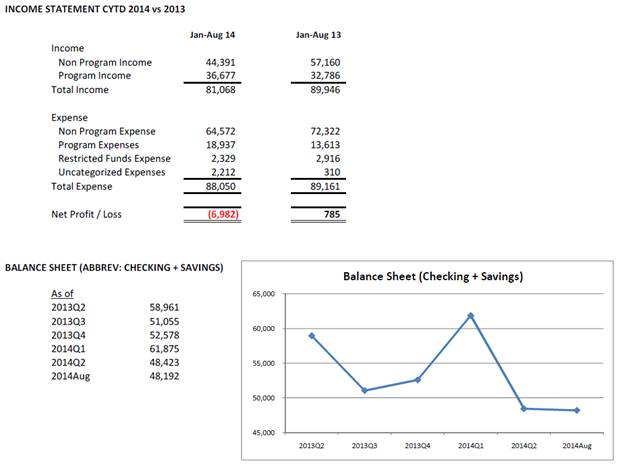 INCOME STATEMENT CYTD 2014 vs 2013
Jan-Aug 14 Jan-Aug 13
Income
Non Program Income 44,391 57,160
Program Income 36,677 32,786
Total Income 81,068 89,946
Expense
Non Program Expense 64,572 72,322
Program Expenses 18,937 13,613
Restricted Funds Expense 2,329 2,916
Uncategorized Expenses 2,212 310
Total Expense 88,050 89,161
Net Profit / Loss (6,982) 785
BALANCE SHEET (ABBREV: CHECKING + SAVINGS)
As of
2013Q2 58,961
2013Q3 51,055
2013Q4 52,578
2014Q1 61,875
2014Q2 48,423
2014Aug 48,192
Balance Sheet (Checking + Savings)
65,000
60,000
55,000
50,000
45,000
2013Q2 2013Q3 2013Q4 2014Q1 2014Q2 2014Aug